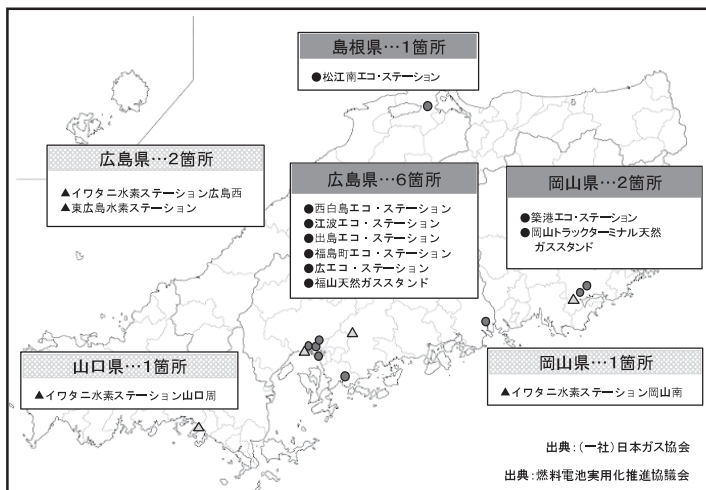 島根県…1箇所
●松江南エコ・ステーション
広島県…2箇所
▲イワタニ水素ステーション広島西
▲東広島水素ステーション
広島県…6箇所
●西白島エコ・ステーション
●江波エコ・ステーション
●出島エコ・ステーション
●福島町エコ・ステーション
●広エコ・ステーション
●福山天然ガススタンド
岡山県…2箇所
●築港エコ・ステーション
●岡山トラックターミナル天然
ガススタンド
山口県…1箇所
▲イワタニ水素ステーション山口周
岡山県…1箇所
▲イワタニ水素ステーション岡山南
出典:(一社)日本ガス協会
出典:燃料電池実用化推進協議会